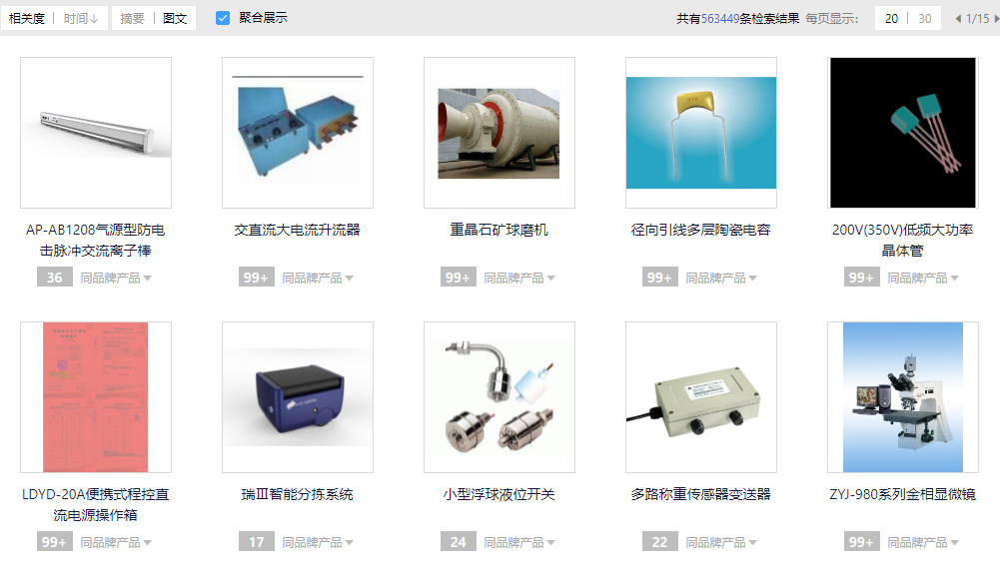 相关度 时间↓ 摘要 图文 聚合展示 共有563449条检索结果 每页显示: 20 30 1/15
AP-AB1208气源型防电
击脉冲交流离子棒
36 同品牌产品
交直流大电流升流器
99+ 同品牌产品
重晶石矿球磨机
99+ 同品牌产品
径向引线多层陶瓷电容
99+ 同品牌产品
200V(350V)低频大功率
晶体管
99+ 同品牌产品
LDYD-20A便携式程控直
流电源操作箱
99+ 同品牌产品
瑞Ⅲ智能分拣系统
17 同品牌产品
小型浮球液位开关
24 同品牌产品
多路称重传感器变送器
22 同品牌产品
ZYJ-980系列金相显微镜
99+ 同品牌产品